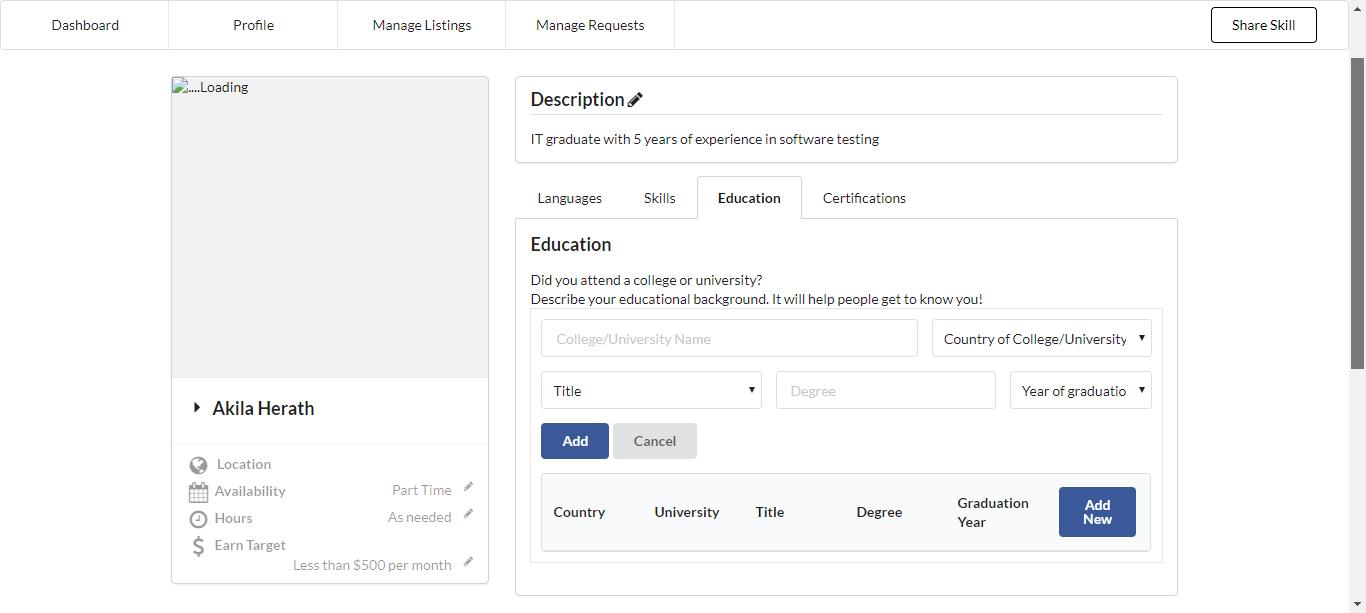 Dashboard
Profile
Manage Listings
Manage Requests
Share Skill
....Loading
Akila Herath
Location
Availability
Part Time
Hours
As needed
Earn Target
Less than $500 per month
Description
IT graduate with 5 years of experience in software testing
Languages
Skills
Education
Certifications
Education
Did you attend a college or university?
Describe your educational background. It will help people get to know you!
College/University Name
Country of College/University
Title
Degree
Year of graduatio
Add
Cancel
Country
University
Title
Degree
Graduation
Year
Add
New